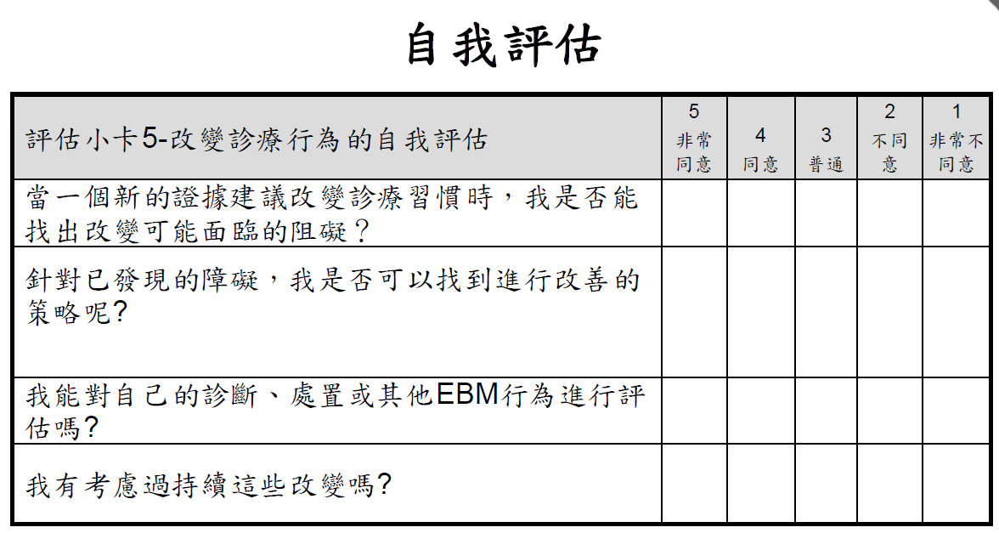 自我評估
評估小卡5-改變診療行為的自我評估
5
非常
同意
4
同意
3
普通
2
不同
意
1
非常不
同意
當一個新的證據建議改變診療習慣時，我是否能
找出改變可能面臨的阻礙？
針對已發現的障礙，我是否可以找到進行改善的
策略呢?
我能對自己的診斷、處置或其他EBM行為進行評
估嗎?
我有考慮過持續這些改變嗎?